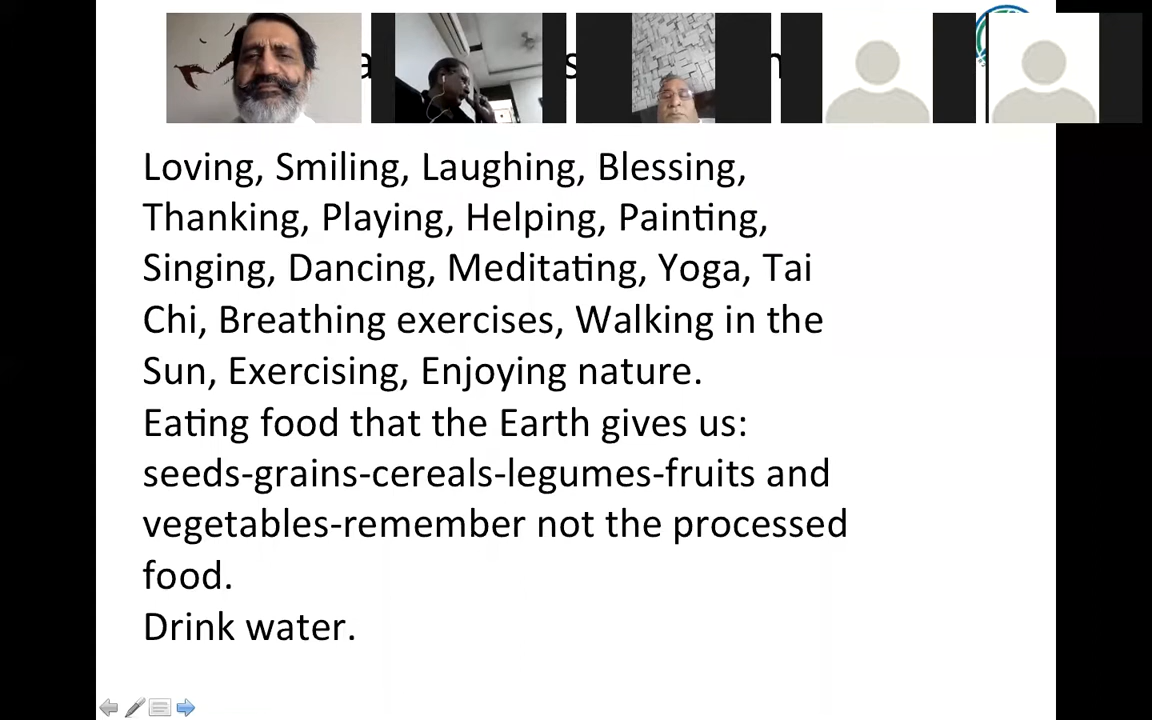 Loving, Smiling, Laughing, Blessing,
Thanking, Playing, Helping, Painting,
Singing, Dancing, Meditating, Yoga, Tai
Chi, Breathing exercises, Walking in the
Sun, Exercising, Enjoying nature.
Eating food that the Earth gives us:
seeds-grains-cereals-legumes-fruits and
vegetables-remember not the processed
food.
Drink water.